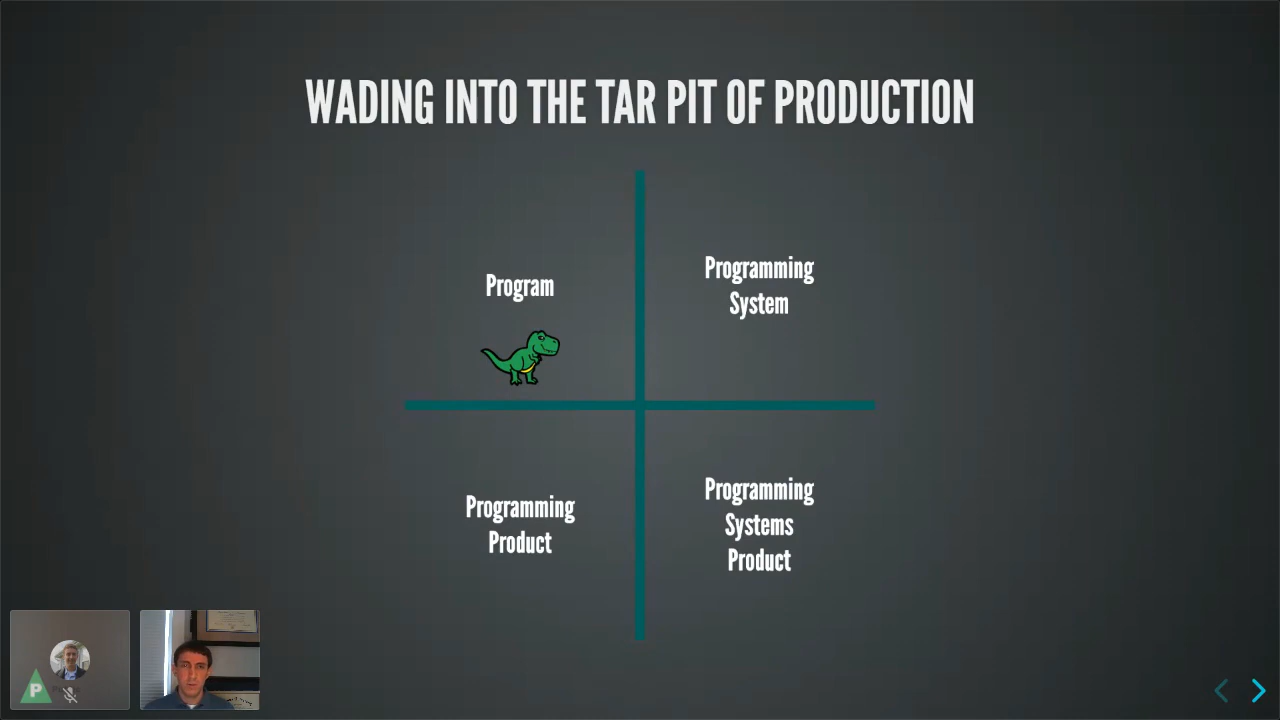 WADING INTO THE TAR PIT OF PRODUCTION
Program
Programming
System
Programming
Product
Programming
Systems
Product
P